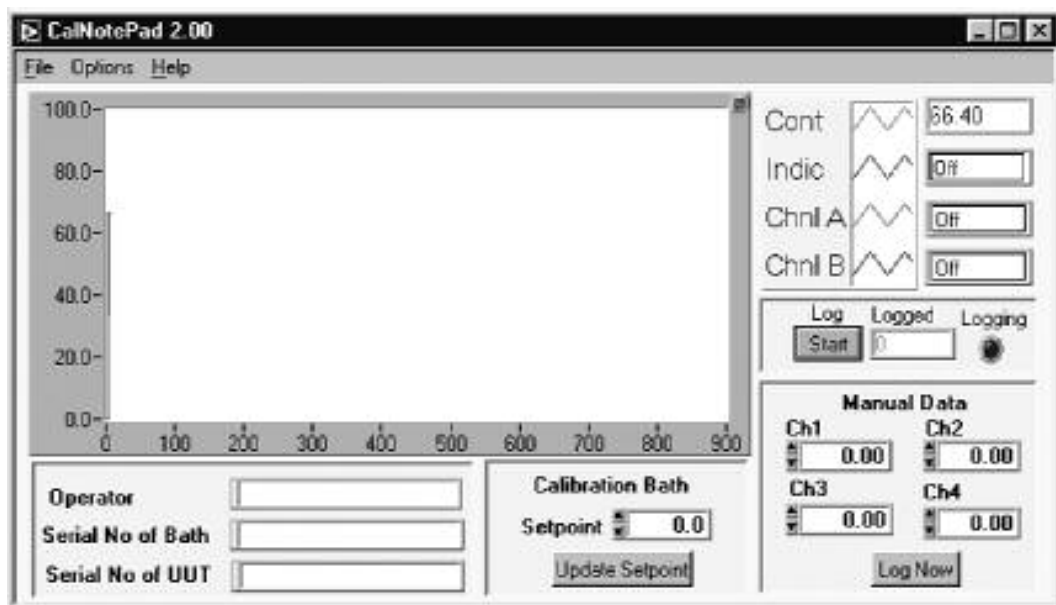 CalNotePad 2.00
File Options Help
100.0
80.0
60.0
40.0
20.0
0.0
0 100 200 300 400 500 600 700 800 900
Cont 66.40
Indic Off
Chnl A Off
Chnl B Off
Log Logged Logging
Start 0
Manual Data
Ch1 Ch2
0.00 0.00
Ch3 Ch4
0.00 0.00
Log Now
Operator
Serial No of Bath
Serial No of UUT
Calibration Bath
Setpoint 0.0
Update Setpoint